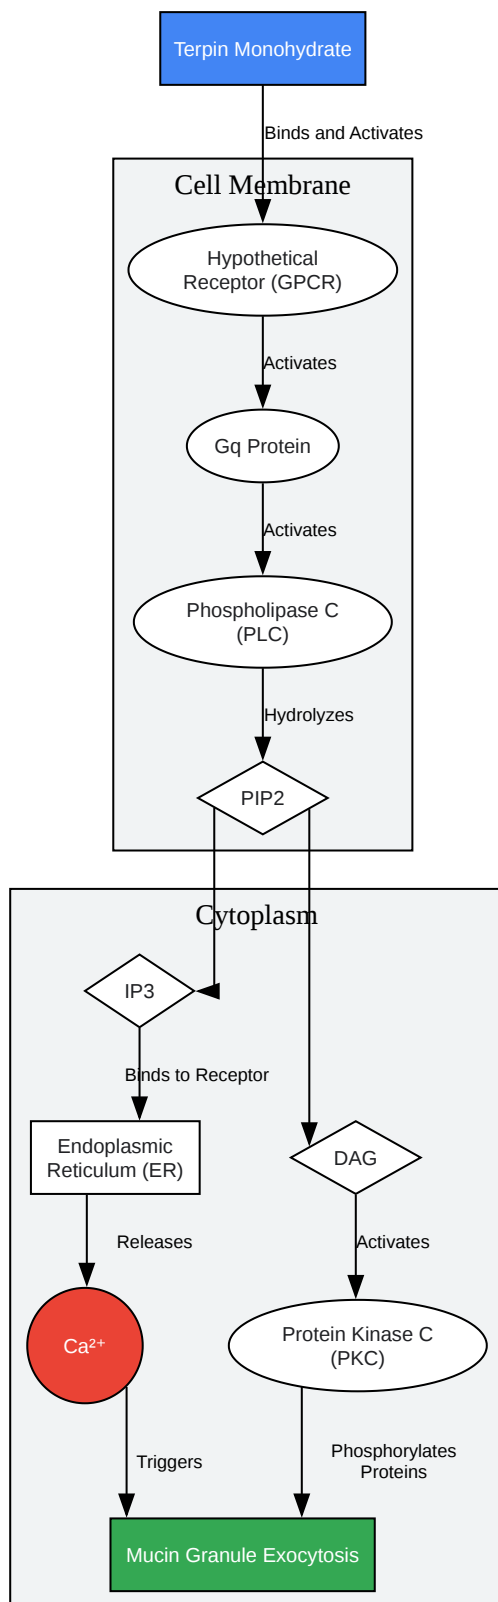 Terpin Monohydrate
Binds and Activates
Cell Membrane
Hypothetical
Receptor (GPCR)
Activates
Gq Protein
Activates
Phospholipase C
(PLC)
Hydrolyzes
PIP2
Cytoplasm
IP3
Binds to Receptor
Endoplasmic
Reticulum (ER)
DAG
Releases
Activates
Ca²⁺
Protein Kinase C
(PKC)
Triggers
Phosphorylates
Proteins
Mucin Granule Exocytosis